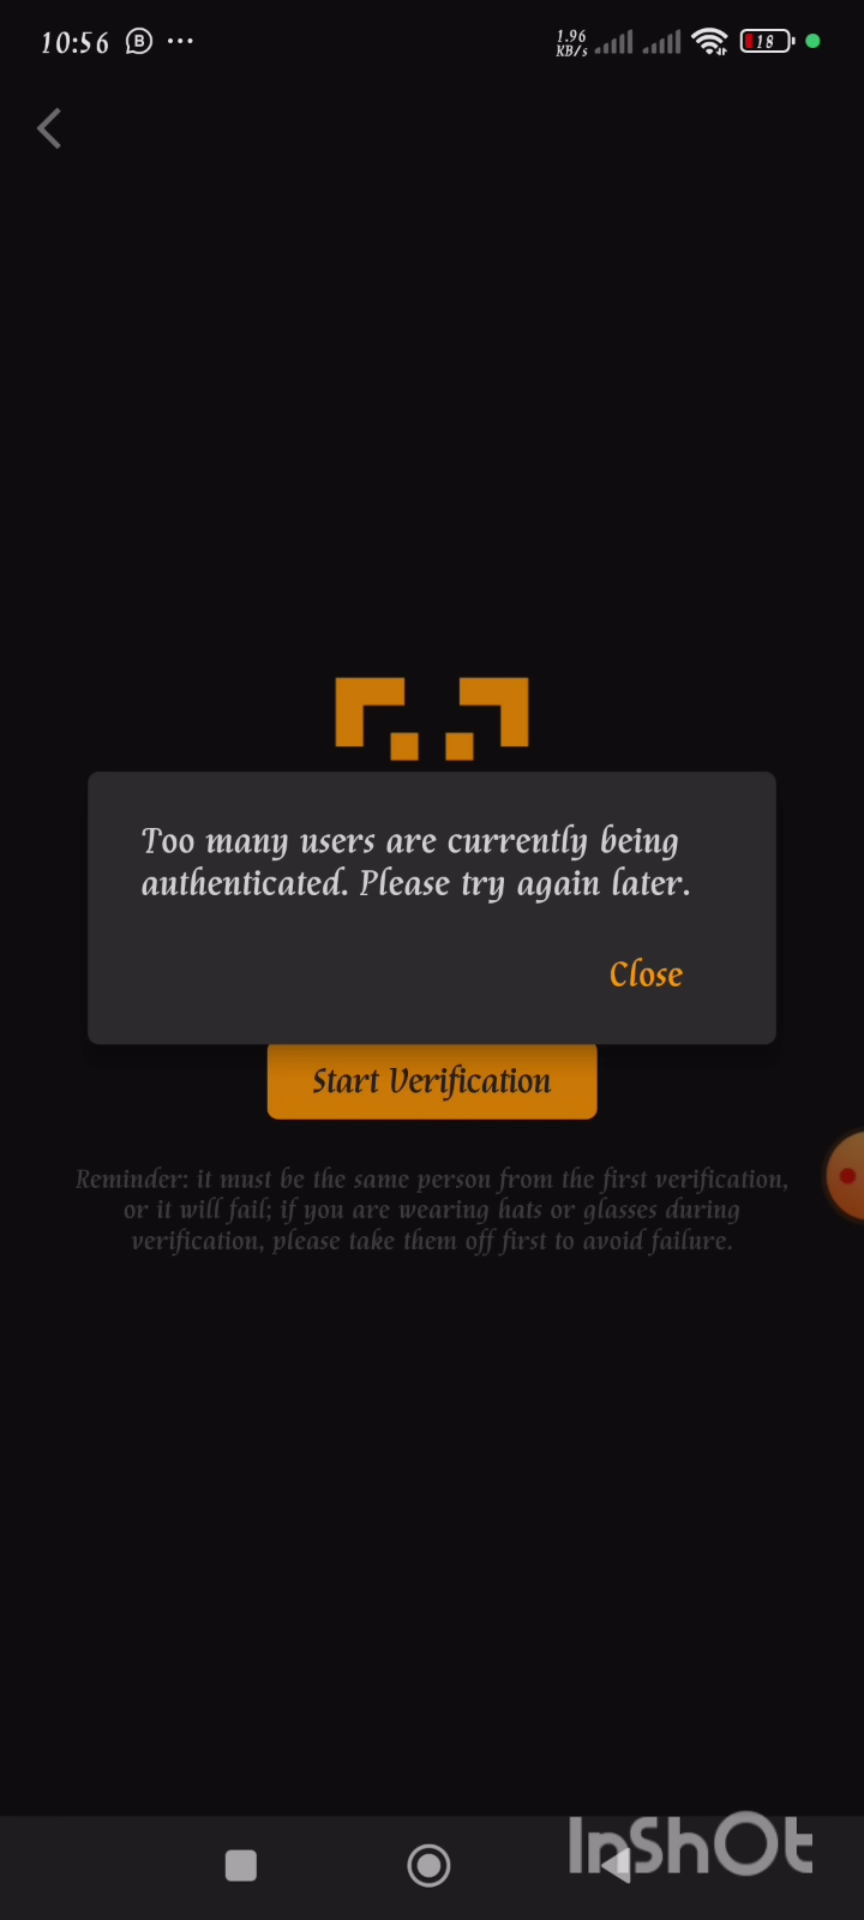 10:56
1.96
KB/s
18
Too many users are currently being
authenticated. Please try again later.
Close
Start Verification
Reminder: it must be the same person from the first verification,
or it will fail; if you are wearing hats or glasses during
verification, please take them off first to avoid failure.
InShOt